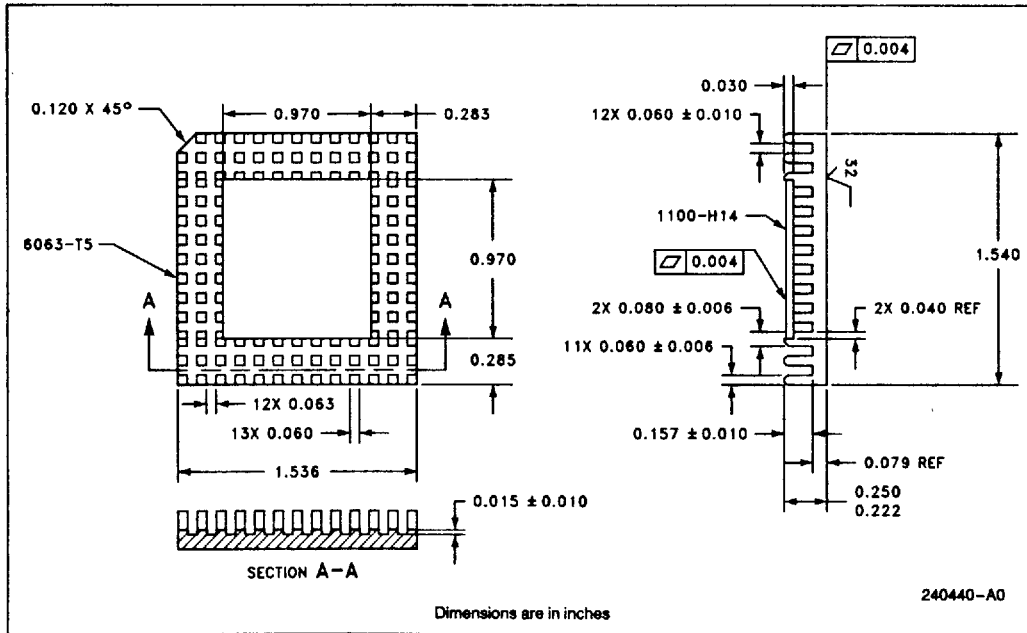 0.120 X 45°
0.970
0.283
6063-T5
0.970
A
A
0.285
12X 0.063
13X 0.060
1.536
0.015 ± 0.010
SECTION A-A
0.004
0.030
12X 0.060 ± 0.010
32
1100-H14
0.004
1.540
2X 0.080 ± 0.006
2X 0.040 REF
11X 0.060 ± 0.006
0.157 ± 0.010
0.079 REF
0.250
0.222
240440-A0
Dimensions are in inches